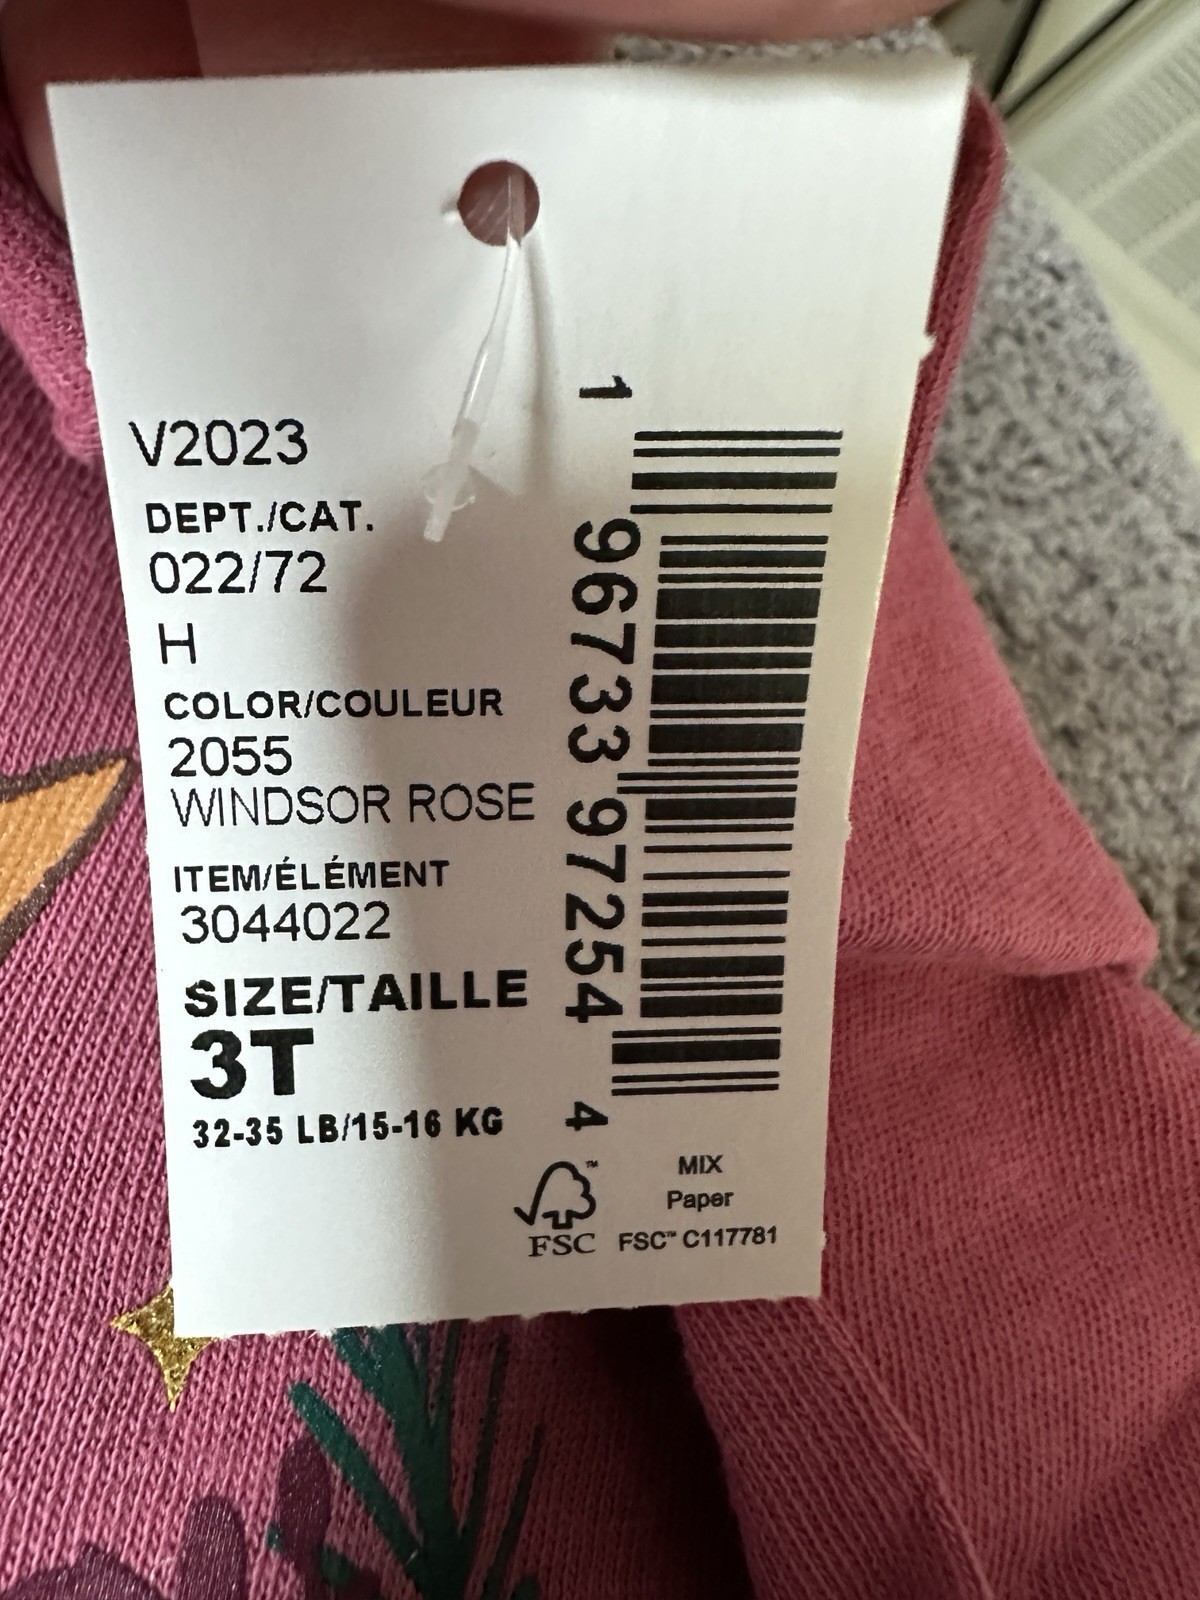 V2023
DEPT./CAT.
022/72
H
COLOR/COULEUR
2055
WINDSOR ROSE
ITEM/ÉLÉMENT
3044022
SIZE/TAILLE
3T
32-35 LB/15-16 KG
1 96733 97254 4
FSC™
MIX
Paper
FSC™ C117781